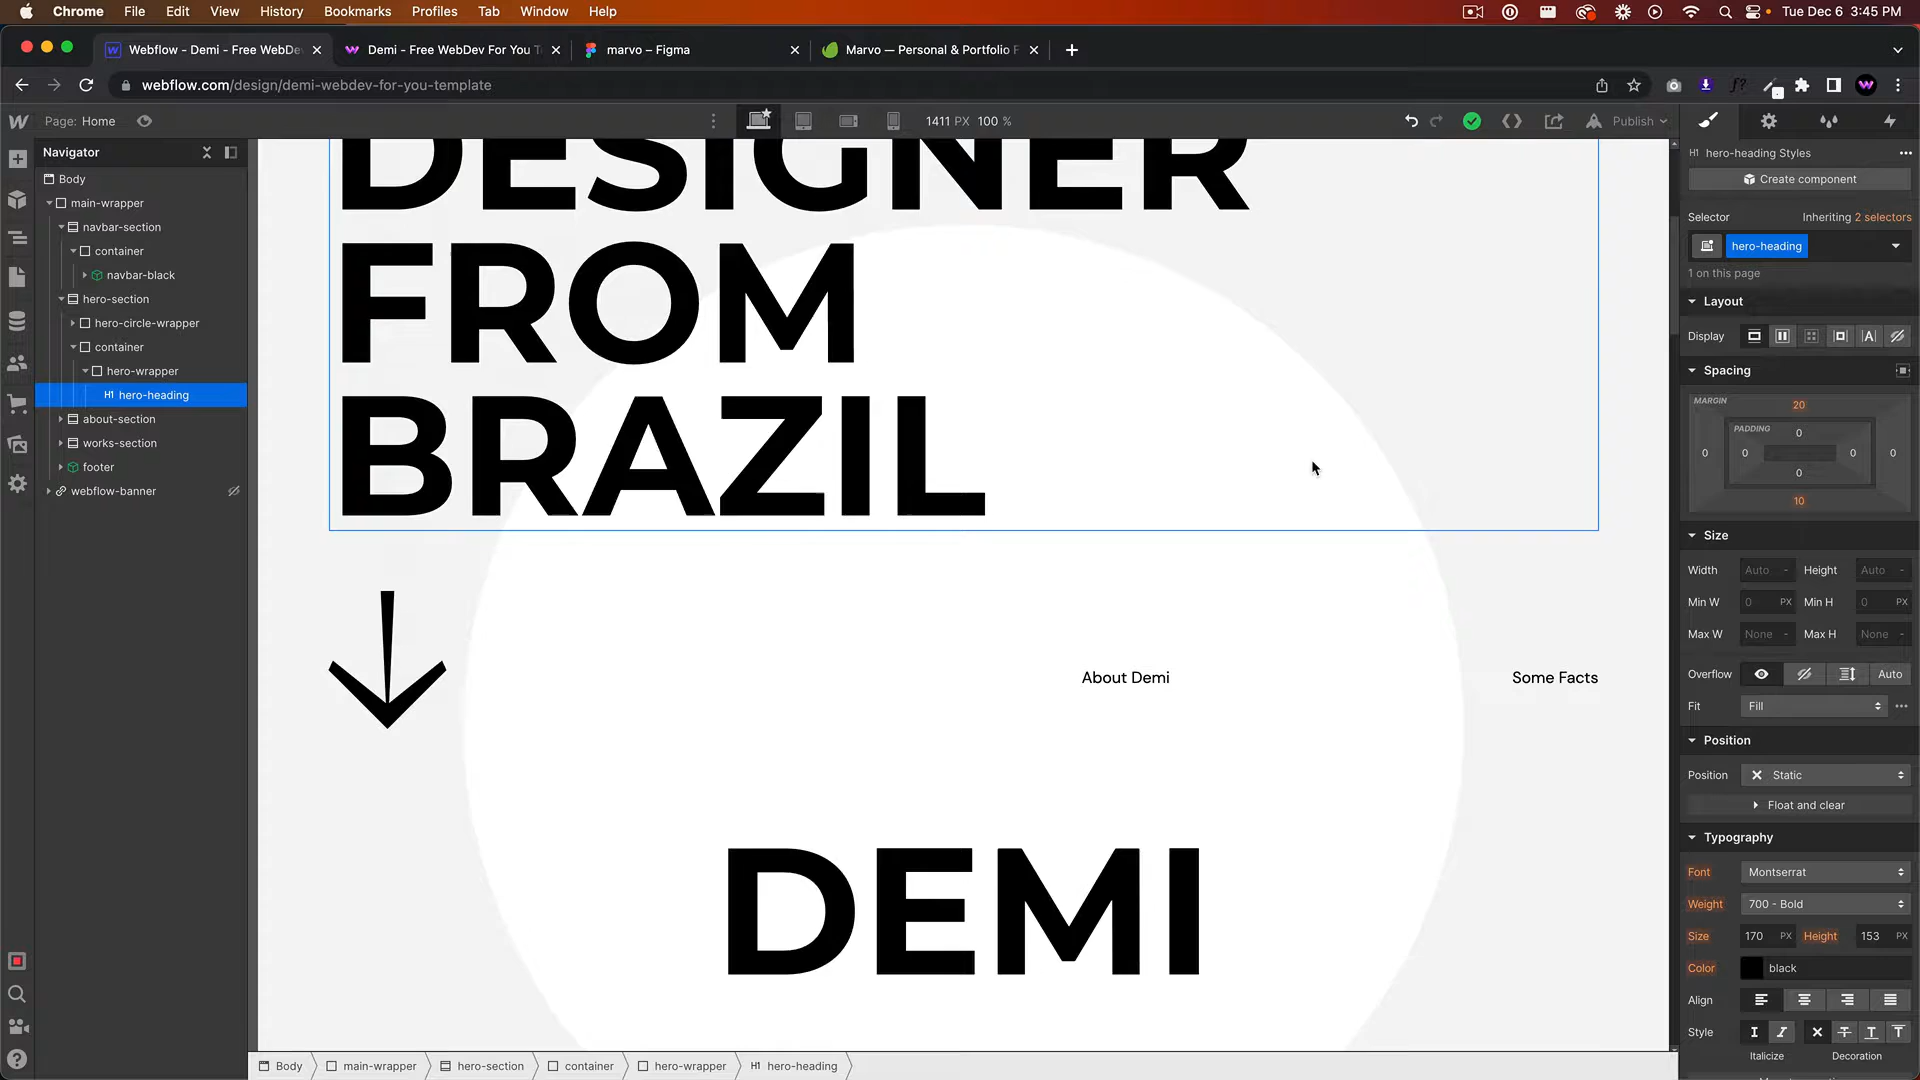 Chrome File Edit View History Bookmarks Profiles Tab Window Help Tue Dec 6 3:45 PM
Webflow - Demi - Free WebDe Demi - Free WebDev For You T marvo – Figma Marvo — Personal & Portfolio F
webflow.com/design/demi-webdev-for-you-template
Page: Home 1411 PX 100 % Publish
Navigator
Body
main-wrapper
navbar-section
container
navbar-black
hero-section
hero-circle-wrapper
container
hero-wrapper
H1 hero-heading
about-section
works-section
footer
webflow-banner
DESIGNER
FROM
BRAZIL
About Demi Some Facts
DEMI
Body main-wrapper hero-section container hero-wrapper H1 hero-heading
H1 hero-heading Styles
Create component
Selector Inheriting 2 selectors
hero-heading
1 on this page
Layout
Display
Spacing
MARGIN 20
PADDING 0
0 0 0 0
0
10
Size
Width Auto - Height Auto -
Min W 0 PX Min H 0 PX
Max W None - Max H None -
Overflow Auto
Fit Fill
Position
Position Static
Float and clear
Typography
Font Montserrat
Weight 700 - Bold
Size 170 PX Height 153 PX
Color black
Align
Style
Italicize Decoration